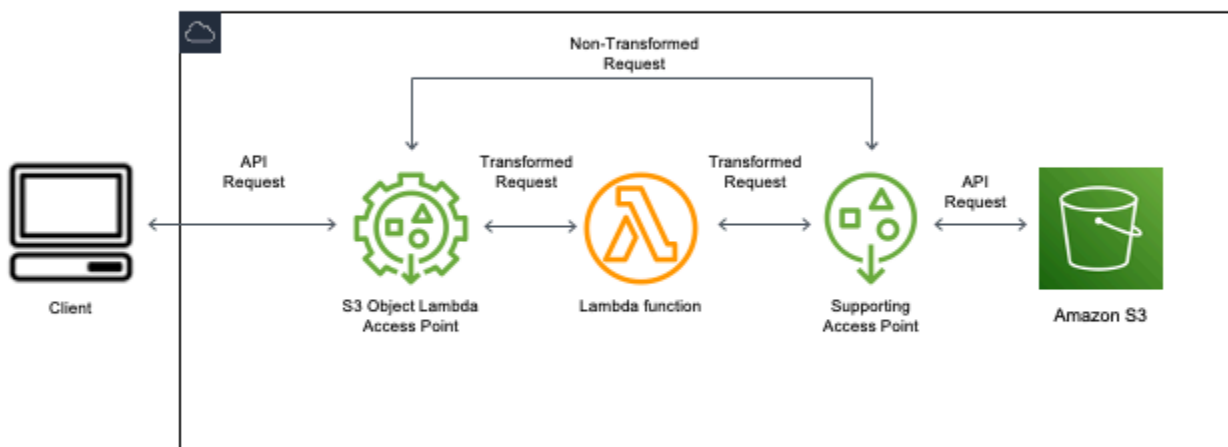 Non-Transformed
Request
API
Request
Transformed
Request
Transformed
Request
API
Request
Client
S3 Object Lambda
Access Point
Lambda function
Supporting
Access Point
Amazon S3